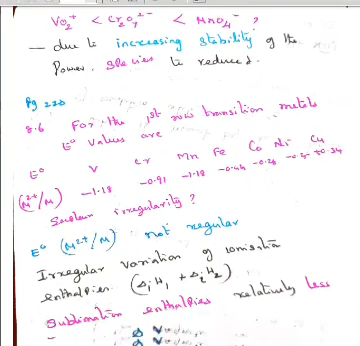 VO₂⁺ < Cr₂O₇²⁻ < MnO₄⁻ ?
— due to increasing stability of the
lower species to reduced.
Pg 220
8.6 For the 1st row transition metals
E° values are
E° V Cr Mn Fe Co Ni Cu
(M²⁺/M) -1.18 -0.91 -1.18 -0.44 -0.28 -0.25 +0.34
irregularity?
E° (M²⁺/M) not regular
Irregular Variation of ionisation
enthalpies (ΔiH₁ + ΔiH₂)
Sublimation enthalpies relatively less